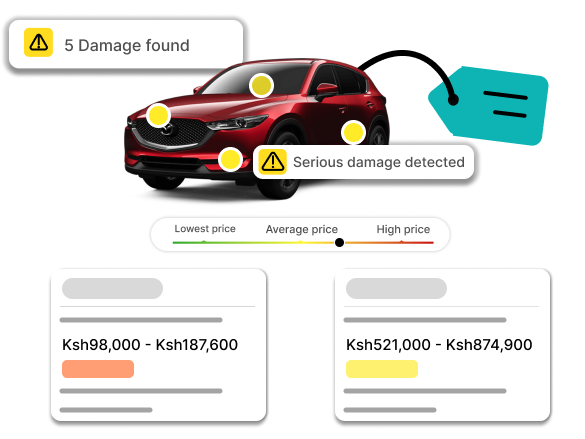 5 Damage found
Serious damage detected
Lowest price
Average price
High price
Ksh98,000 - Ksh187,600
Ksh521,000 - Ksh874,900